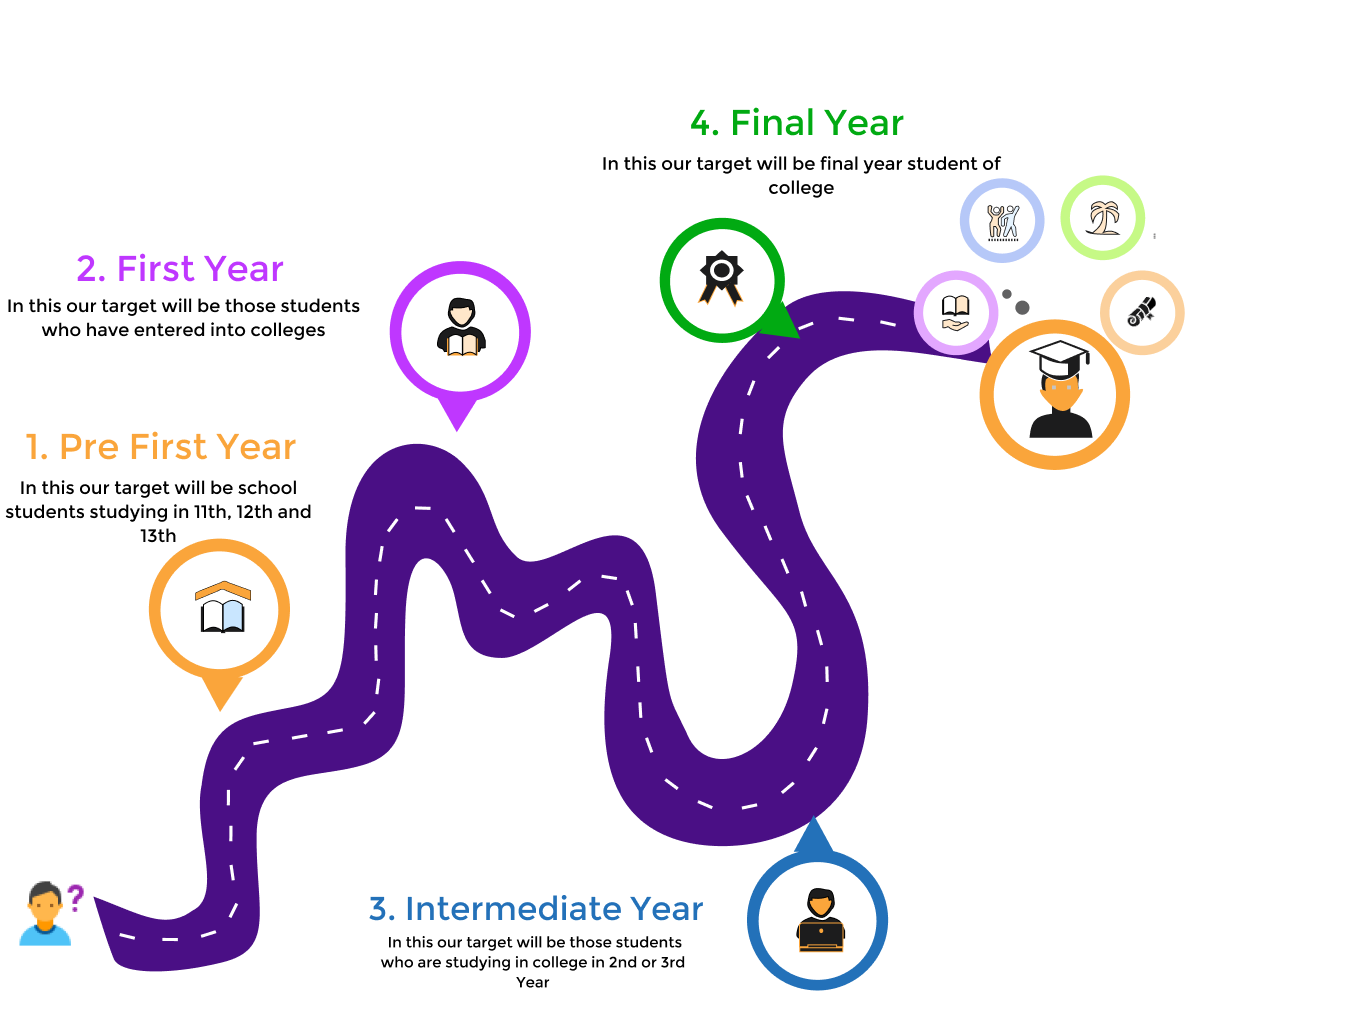 4. Final Year
In this our target will be final year student of
college
2. First Year
In this our target will be those students
who have entered into colleges
1. Pre First Year
In this our target will be school
students studying in 11th, 12th and
13th
?
3. Intermediate Year
In this our target will be those students
who are studying in college in 2nd or 3rd
Year